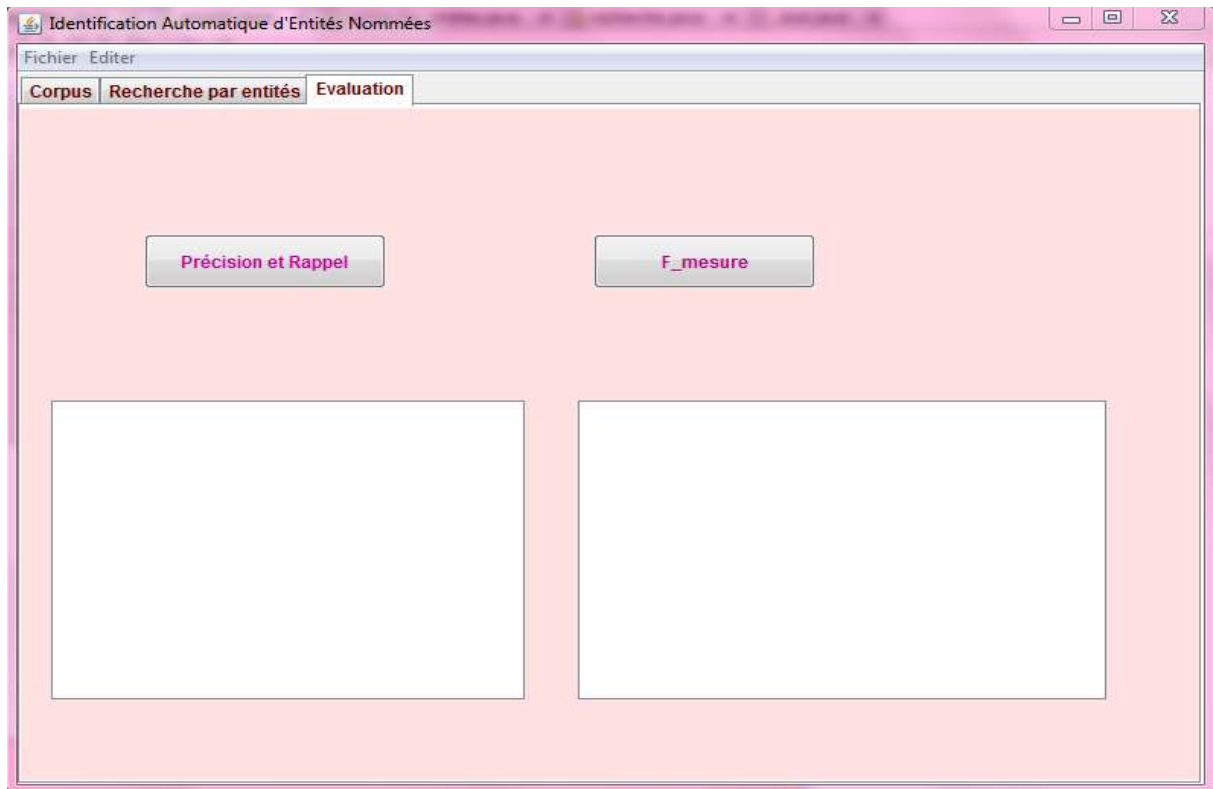 Identification Automatique d'Entités Nommées
Fichier Editer
Corpus Recherche par entités Evaluation
Précision et Rappel F_mesure